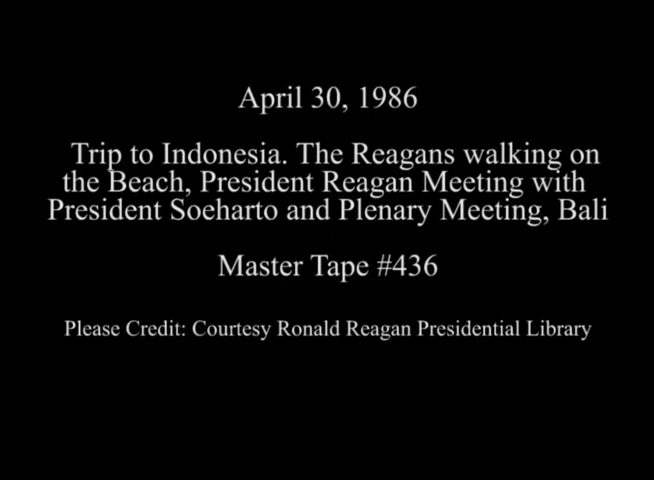 April 30, 1986
Trip to Indonesia. The Reagans walking on
the Beach, President Reagan Meeting with
President Soeharto and Plenary Meeting, Bali
Master Tape #436
Please Credit: Courtesy Ronald Reagan Presidential Library